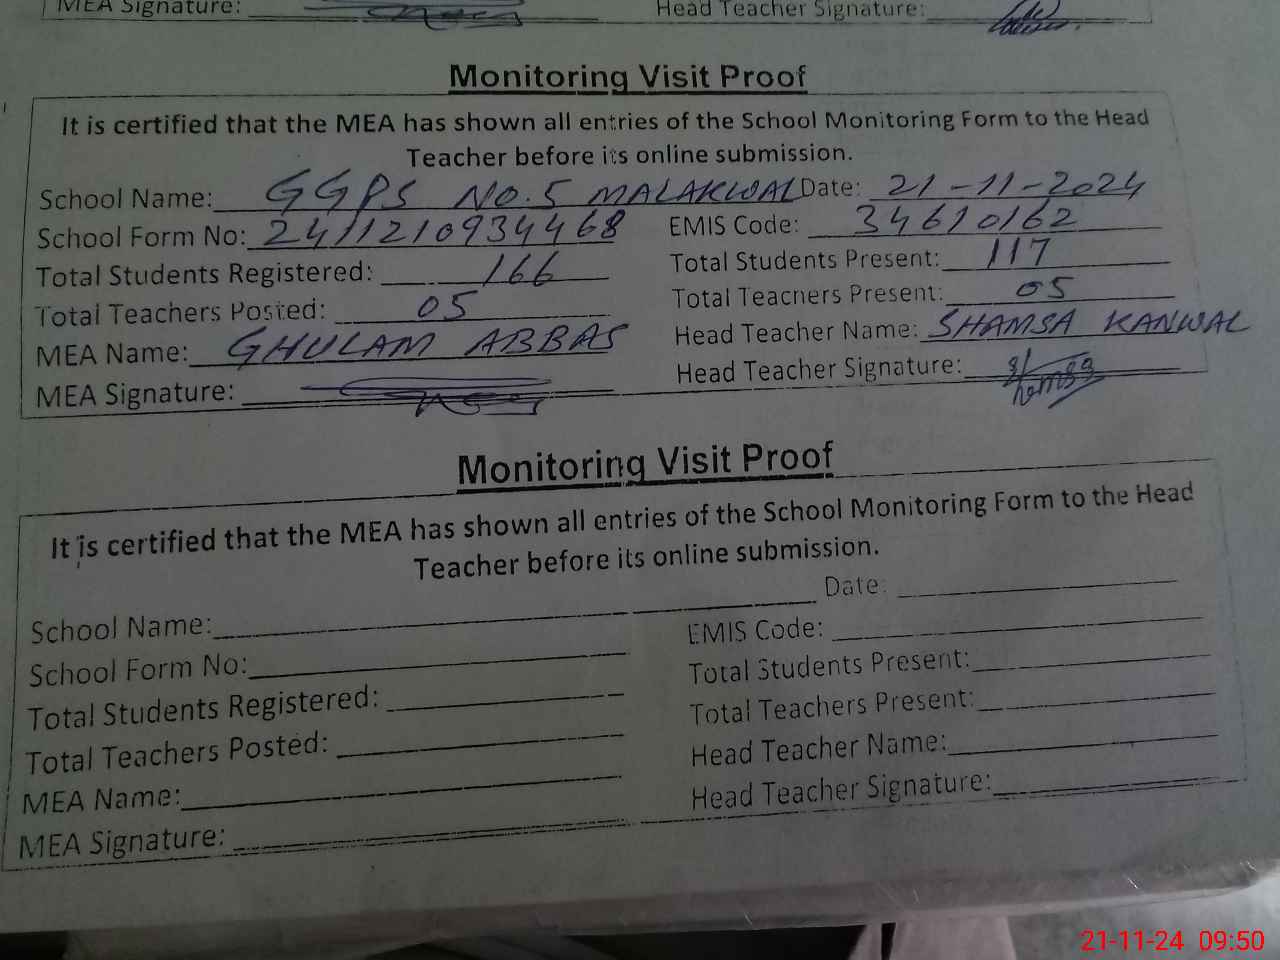 MEA Signature: Head Teacher Signature:
Monitoring Visit Proof
It is certified that the MEA has shown all entries of the School Monitoring Form to the Head
Teacher before its online submission.
School Name: GGPS NO.5 MALAKWAL Date: 21-11-2024
School Form No: 2411210934468 EMIS Code: 34610162
Total Students Registered: 166 Total Students Present: 117
Total Teachers Posted: 05 Total Teachers Present: 05
MEA Name: GHULAM ABBAS Head Teacher Name: SHAMSA KANWAL
MEA Signature: Head Teacher Signature:
Monitoring Visit Proof
It is certified that the MEA has shown all entries of the School Monitoring Form to the Head
Teacher before its online submission.
School Name: Date:
School Form No: EMIS Code:
Total Students Registered: Total Students Present:
Total Teachers Posted: Total Teachers Present:
MEA Name: Head Teacher Name:
MEA Signature: Head Teacher Signature:
21-11-24 09:50